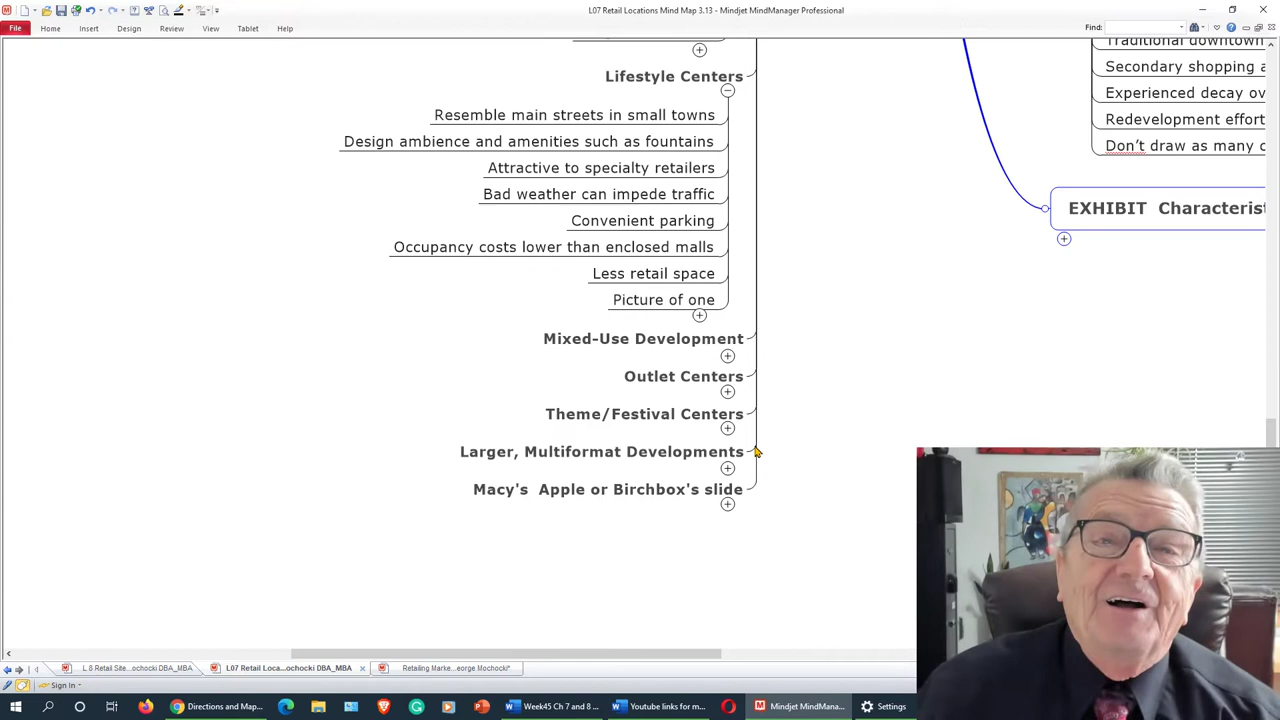 L07 Retail Locations Mind Map 3.13 - Mindjet MindManager Professional
File Home Insert Design Review View Table Help Find:
Lifestyle Centers
Resemble main streets in small towns
Design ambience and amenities such as fountains
Attractive to specialty retailers
Bad weather can impede traffic
Convenient parking
Occupancy costs lower than enclosed malls
Less retail space
Picture of one
Mixed-Use Development
Outlet Centers
Theme/Festival Centers
Larger, Multiformat Developments
Macy's Apple or Birchbox's slide
Traditional downtown
Secondary shopping a
Experienced decay ov
Redevelopment effort
Don't draw as many c
EXHIBIT Characterist
L 8 Retail Site...ochocki DBA_MBA L07 Retail Loca...ochocki DBA_MBA Retailing Marke...eorge Mochocki*
Sign In
Directions and Map... Week45 Ch 7 and 8 ... Youtube links for m... Mindjet MindMana... Settings